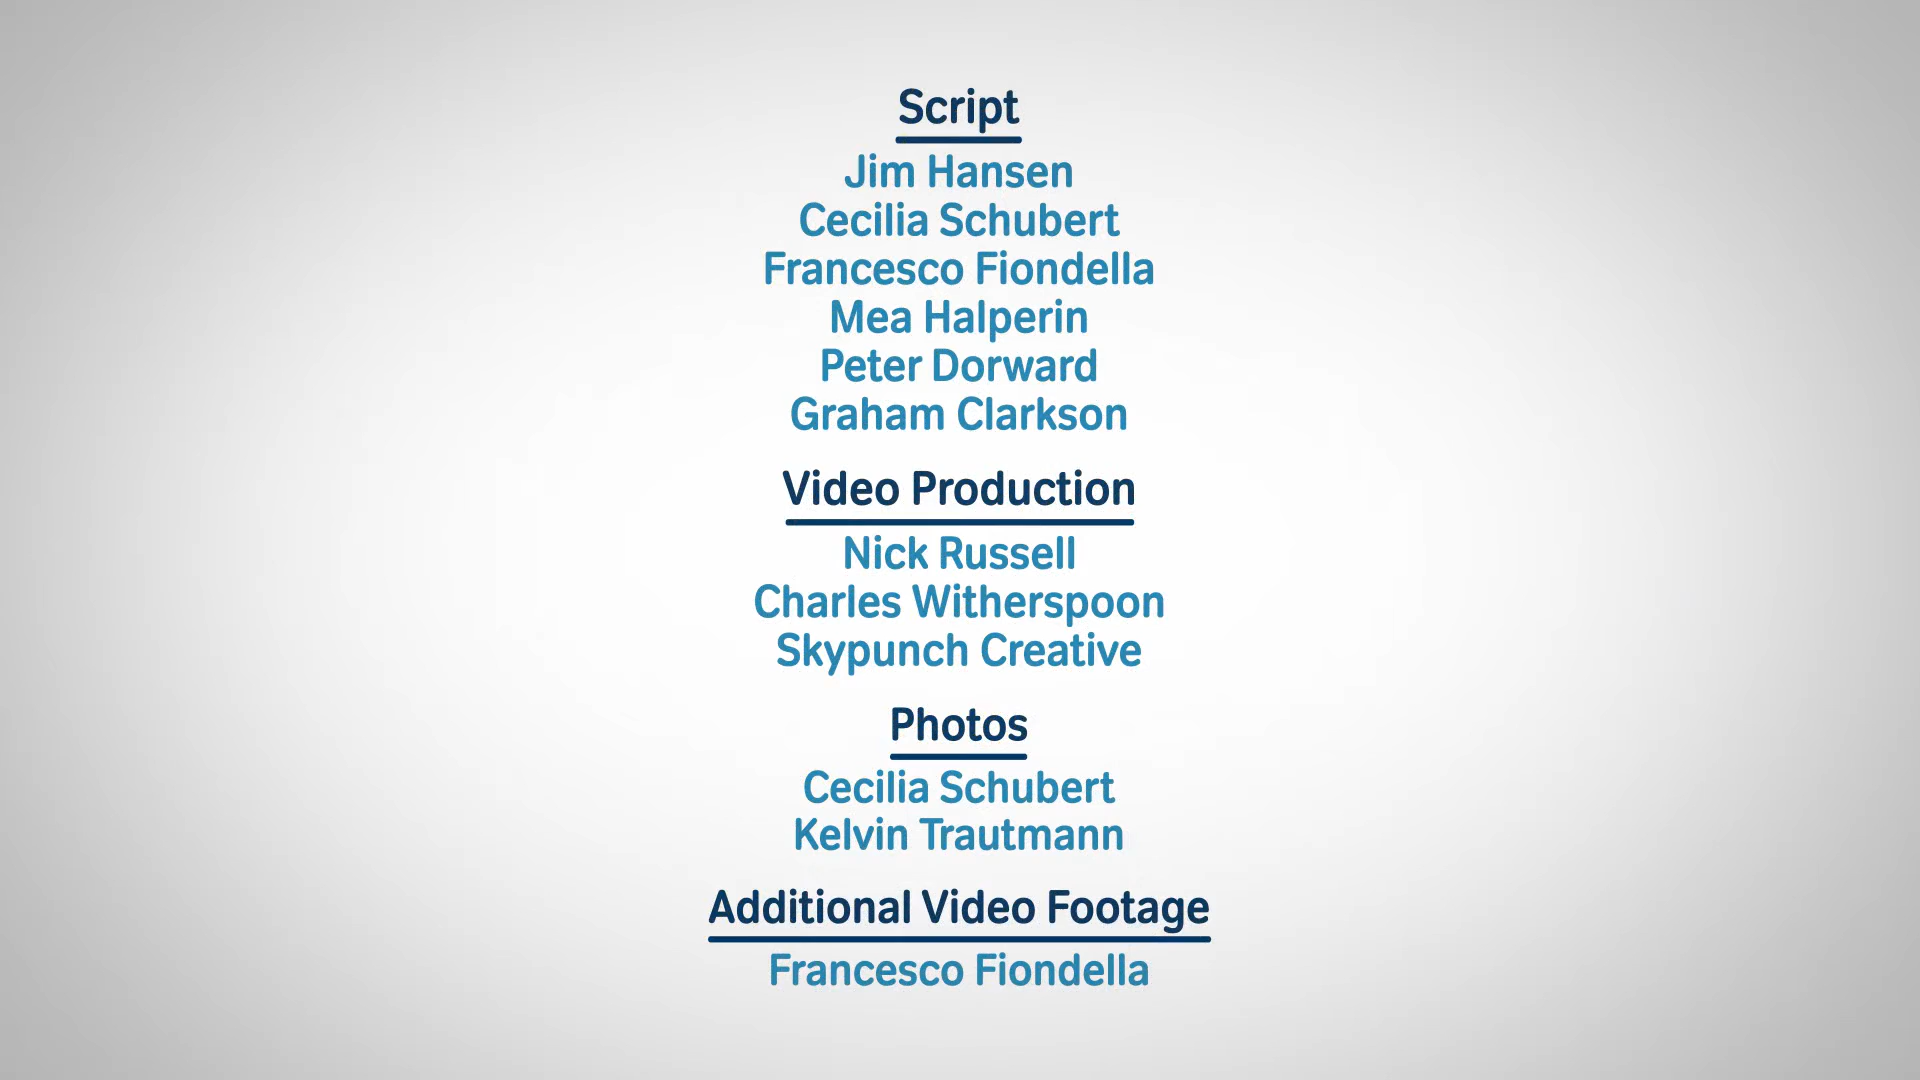 Script
Jim Hansen
Cecilia Schubert
Francesco Fiondella
Mea Halperin
Peter Dorward
Graham Clarkson
Video Production
Nick Russell
Charles Witherspoon
Skypunch Creative
Photos
Cecilia Schubert
Kelvin Trautmann
Additional Video Footage
Francesco Fiondella